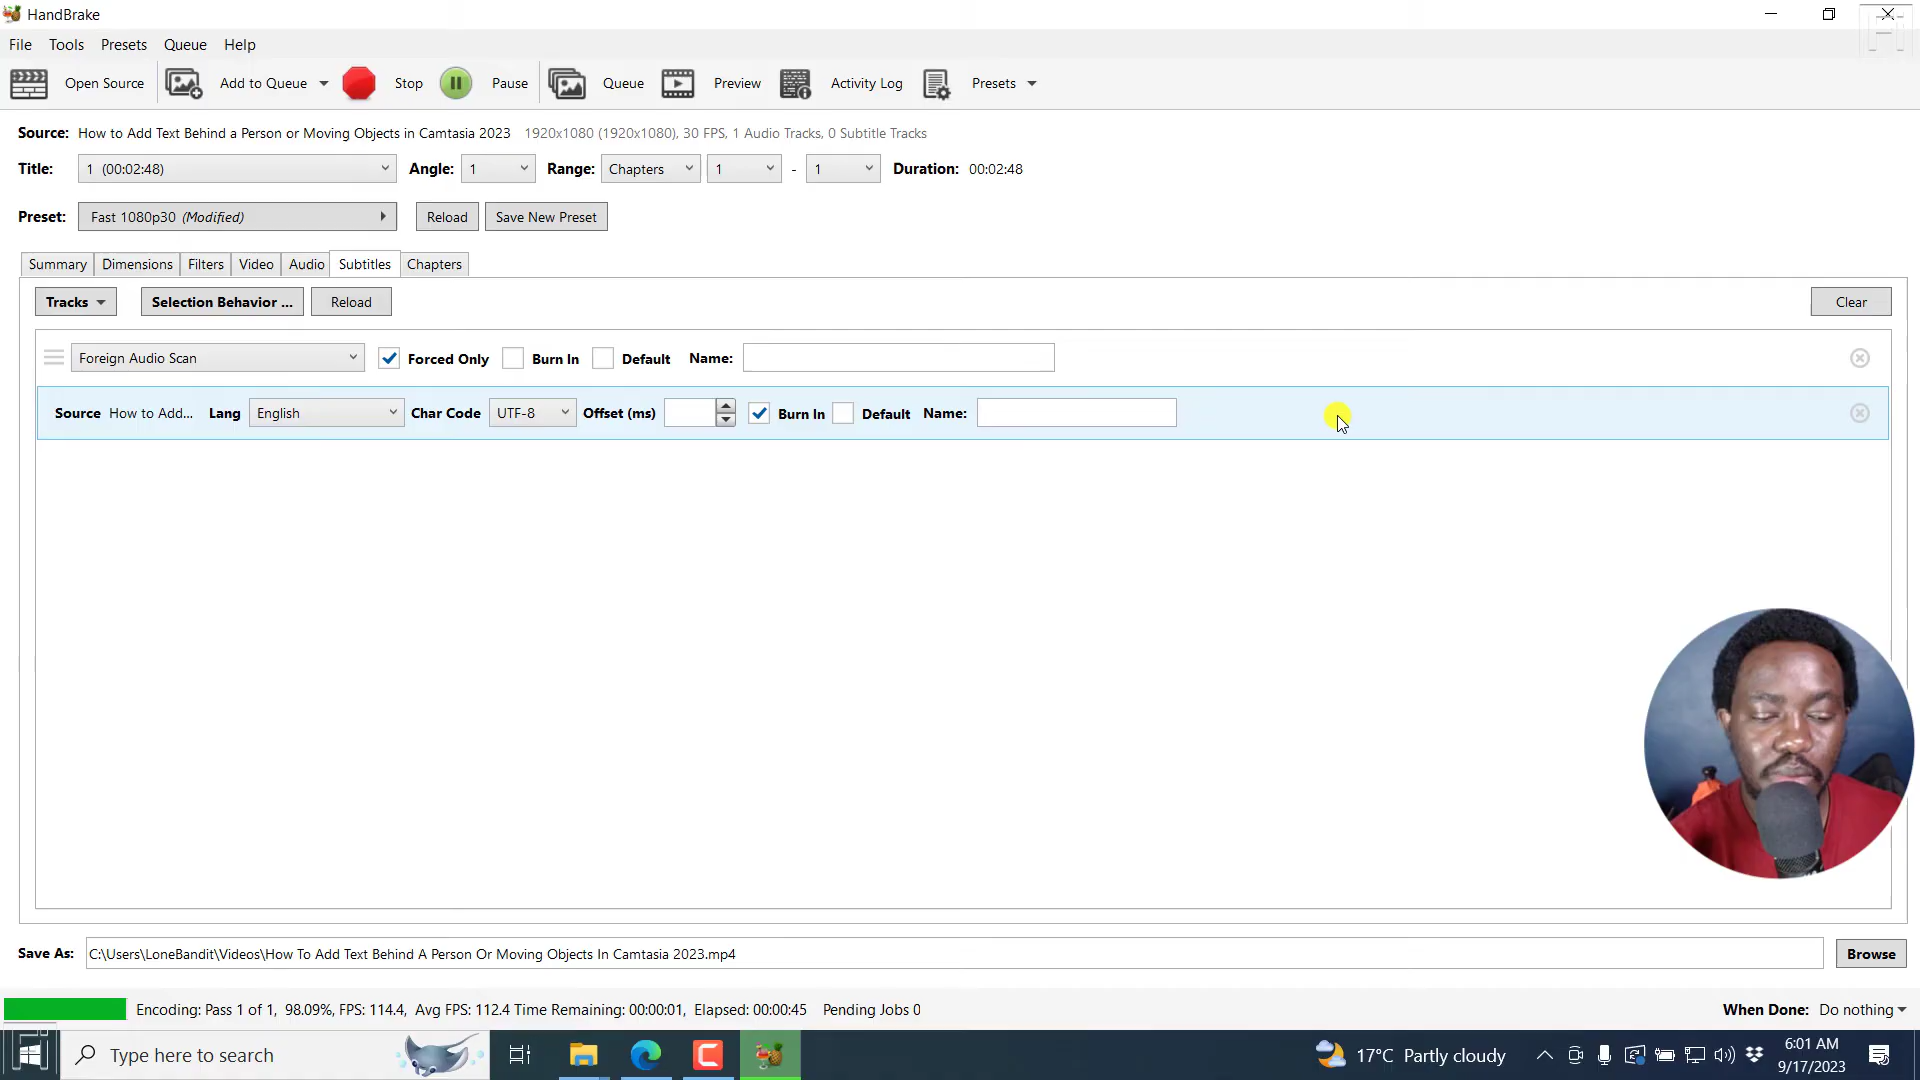 HandBrake
File Tools Presets Queue Help
Open Source Add to Queue Stop Pause Queue Preview Activity Log Presets
Source: How to Add Text Behind a Person or Moving Objects in Camtasia 2023 1920x1080 (1920x1080), 30 FPS, 1 Audio Tracks, 0 Subtitle Tracks
Title: 1 (00:02:48) Angle: 1 Range: Chapters 1 - 1 Duration: 00:02:48
Preset: Fast 1080p30 (Modified) Reload Save New Preset
Summary Dimensions Filters Video Audio Subtitles Chapters
Tracks Selection Behavior ... Reload Clear
Foreign Audio Scan Forced Only Burn In Default Name:
Source How to Add... Lang English Char Code UTF-8 Offset (ms) Burn In Default Name:
Save As: C:\Users\LoneBandit\Videos\How To Add Text Behind A Person Or Moving Objects In Camtasia 2023.mp4 Browse
Encoding: Pass 1 of 1, 98.09%, FPS: 114.4, Avg FPS: 112.4 Time Remaining: 00:00:01, Elapsed: 00:00:45 Pending Jobs 0 When Done: Do nothing
Type here to search 17°C Partly cloudy 6:01 AM
9/17/2023